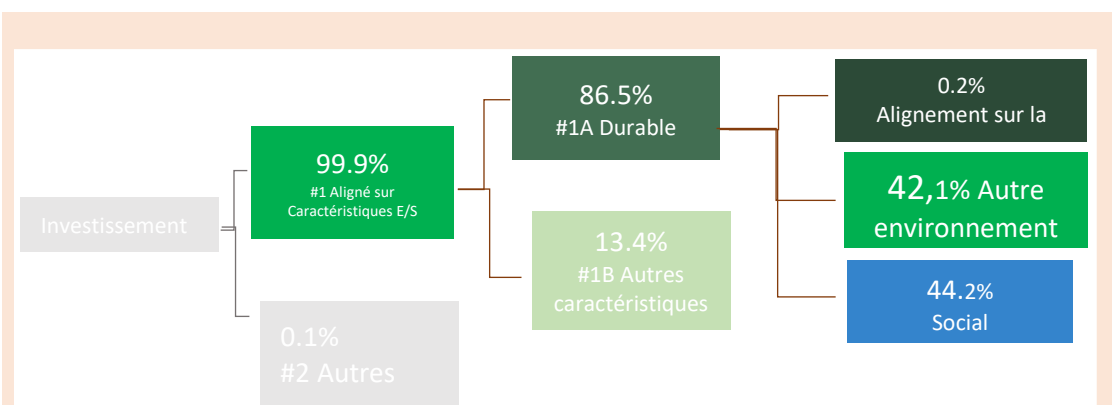 Investissement
99.9%
#1 Aligné sur
Caractéristiques E/S
0.1%
#2 Autres
86.5%
#1A Durable
13.4%
#1B Autres
caractéristiques
0.2%
Alignement sur la
42,1% Autre
environnement
44.2%
Social